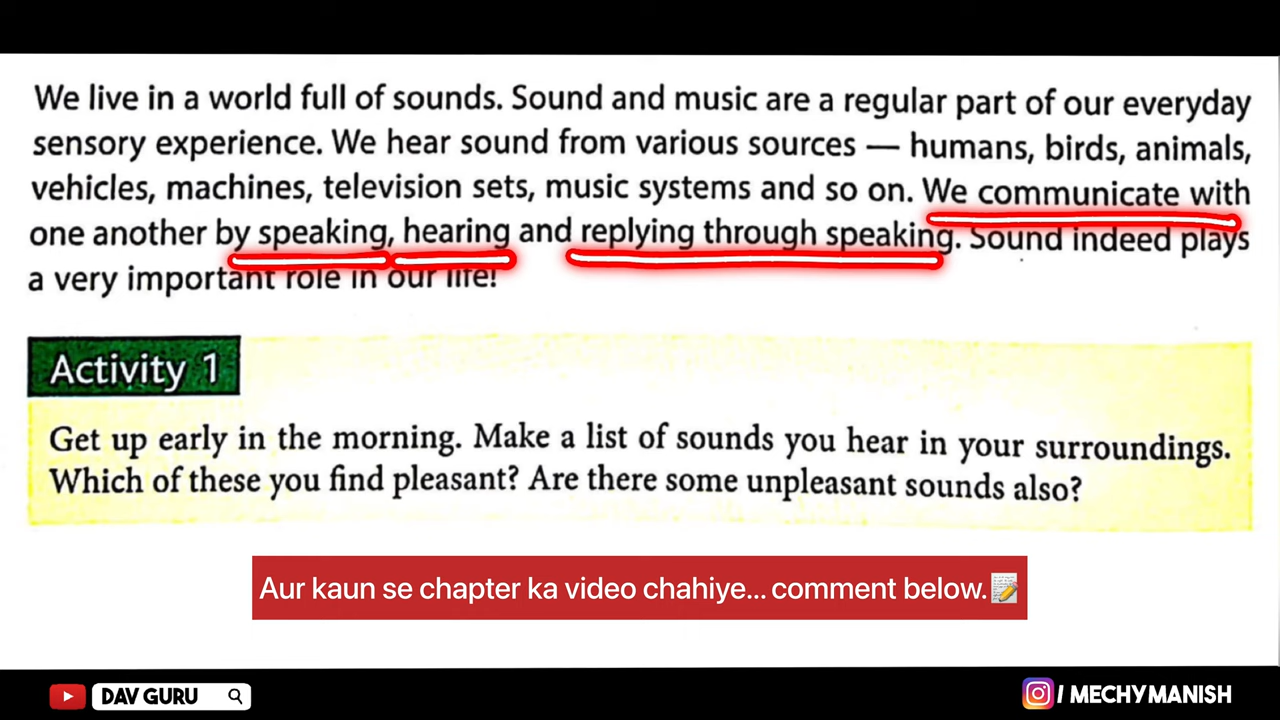 We live in a world full of sounds. Sound and music are a regular part of our everyday
sensory experience. We hear sound from various sources — humans, birds, animals,
vehicles, machines, television sets, music systems and so on. We communicate with
one another by speaking, hearing and replying through speaking. Sound indeed plays
a very important role in our life!
Activity 1
Get up early in the morning. Make a list of sounds you hear in your surroundings.
Which of these you find pleasant? Are there some unpleasant sounds also?
Aur kaun se chapter ka video chahiye... comment below.📝
DAV GURU
/ MECHYMANISH